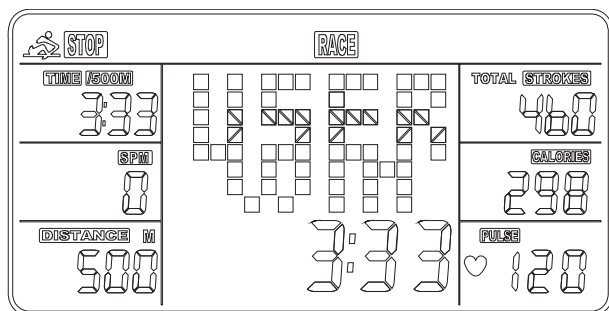 STOP RACE
TIME /500M
3:33
SPM
0
DISTANCE M
500
USER
3:33
TOTAL STROKES
460
CALORIES
298
PULSE
120